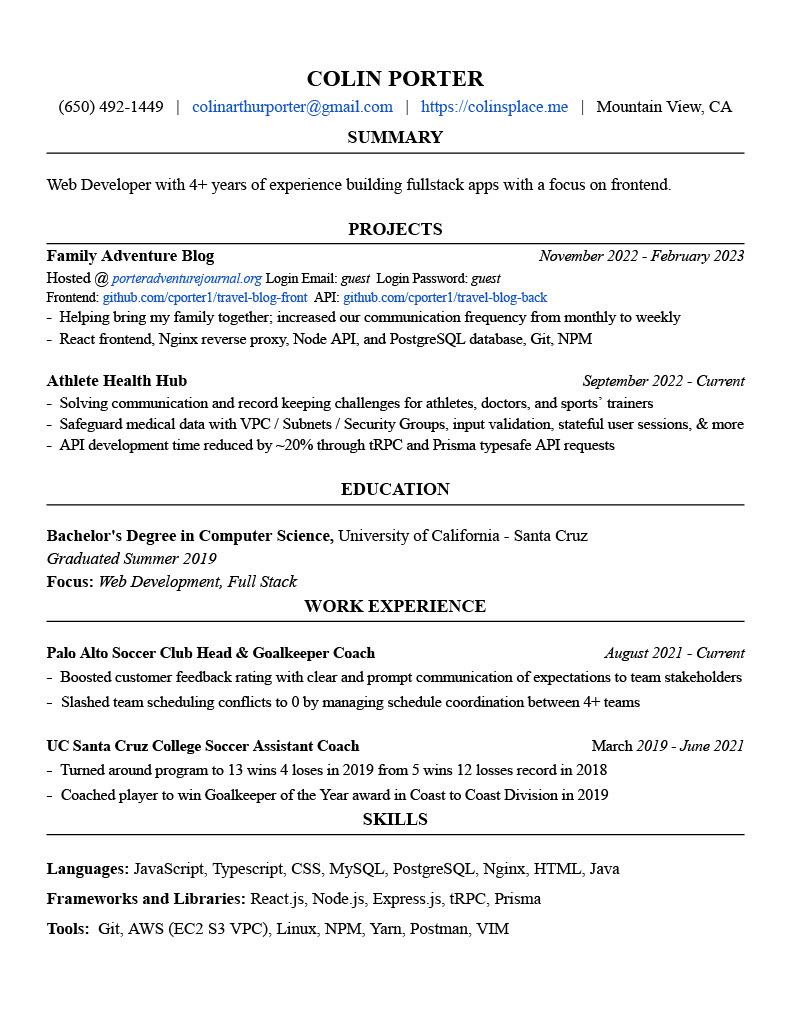 COLIN PORTER
(650) 492-1449 | colinarthurporter@gmail.com | https://colinsplace.me | Mountain View, CA
SUMMARY
Web Developer with 4+ years of experience building fullstack apps with a focus on frontend.
PROJECTS
Family Adventure Blog November 2022 - February 2023
Hosted @ porteradventurejournal.org Login Email: guest Login Password: guest
Frontend: github.com/cporter1/travel-blog-front API: github.com/cporter1/travel-blog-back
- Helping bring my family together; increased our communication frequency from monthly to weekly
- React frontend, Nginx reverse proxy, Node API, and PostgreSQL database, Git, NPM
Athlete Health Hub September 2022 - Current
- Solving communication and record keeping challenges for athletes, doctors, and sports' trainers
- Safeguard medical data with VPC / Subnets / Security Groups, input validation, stateful user sessions, & more
- API development time reduced by ~20% through tRPC and Prisma typesafe API requests
EDUCATION
Bachelor's Degree in Computer Science, University of California - Santa Cruz
Graduated Summer 2019
Focus: Web Development, Full Stack
WORK EXPERIENCE
Palo Alto Soccer Club Head & Goalkeeper Coach August 2021 - Current
- Boosted customer feedback rating with clear and prompt communication of expectations to team stakeholders
- Slashed team scheduling conflicts to 0 by managing schedule coordination between 4+ teams
UC Santa Cruz College Soccer Assistant Coach March 2019 - June 2021
- Turned around program to 13 wins 4 loses in 2019 from 5 wins 12 losses record in 2018
- Coached player to win Goalkeeper of the Year award in Coast to Coast Division in 2019
SKILLS
Languages: JavaScript, Typescript, CSS, MySQL, PostgreSQL, Nginx, HTML, Java
Frameworks and Libraries: React.js, Node.js, Express.js, tRPC, Prisma
Tools: Git, AWS (EC2 S3 VPC), Linux, NPM, Yarn, Postman, VIM